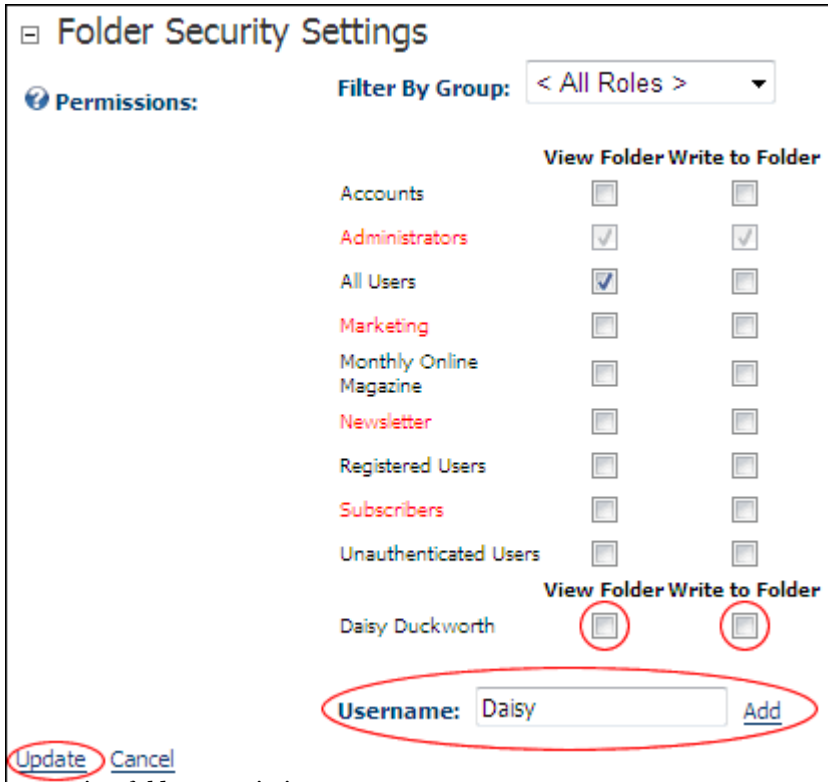 Folder Security Settings
Permissions:
Filter By Group: < All Roles >
View Folder Write to Folder
Accounts
Administrators
All Users
Marketing
Monthly Online
Magazine
Newsletter
Registered Users
Subscribers
Unauthenticated Users
View Folder Write to Folder
Daisy Duckworth
Username: Daisy Add
Update Cancel